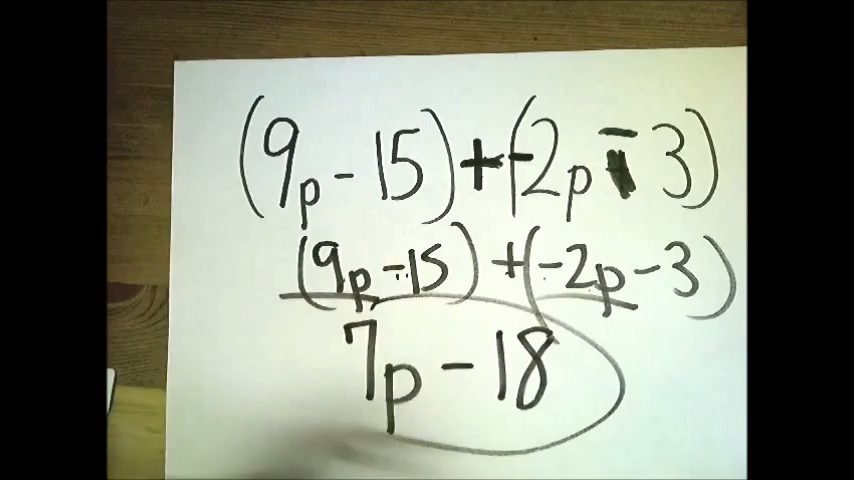 (9p - 15) + (-2p - 3)
(9p - 15) + (-2p - 3)
7p - 18